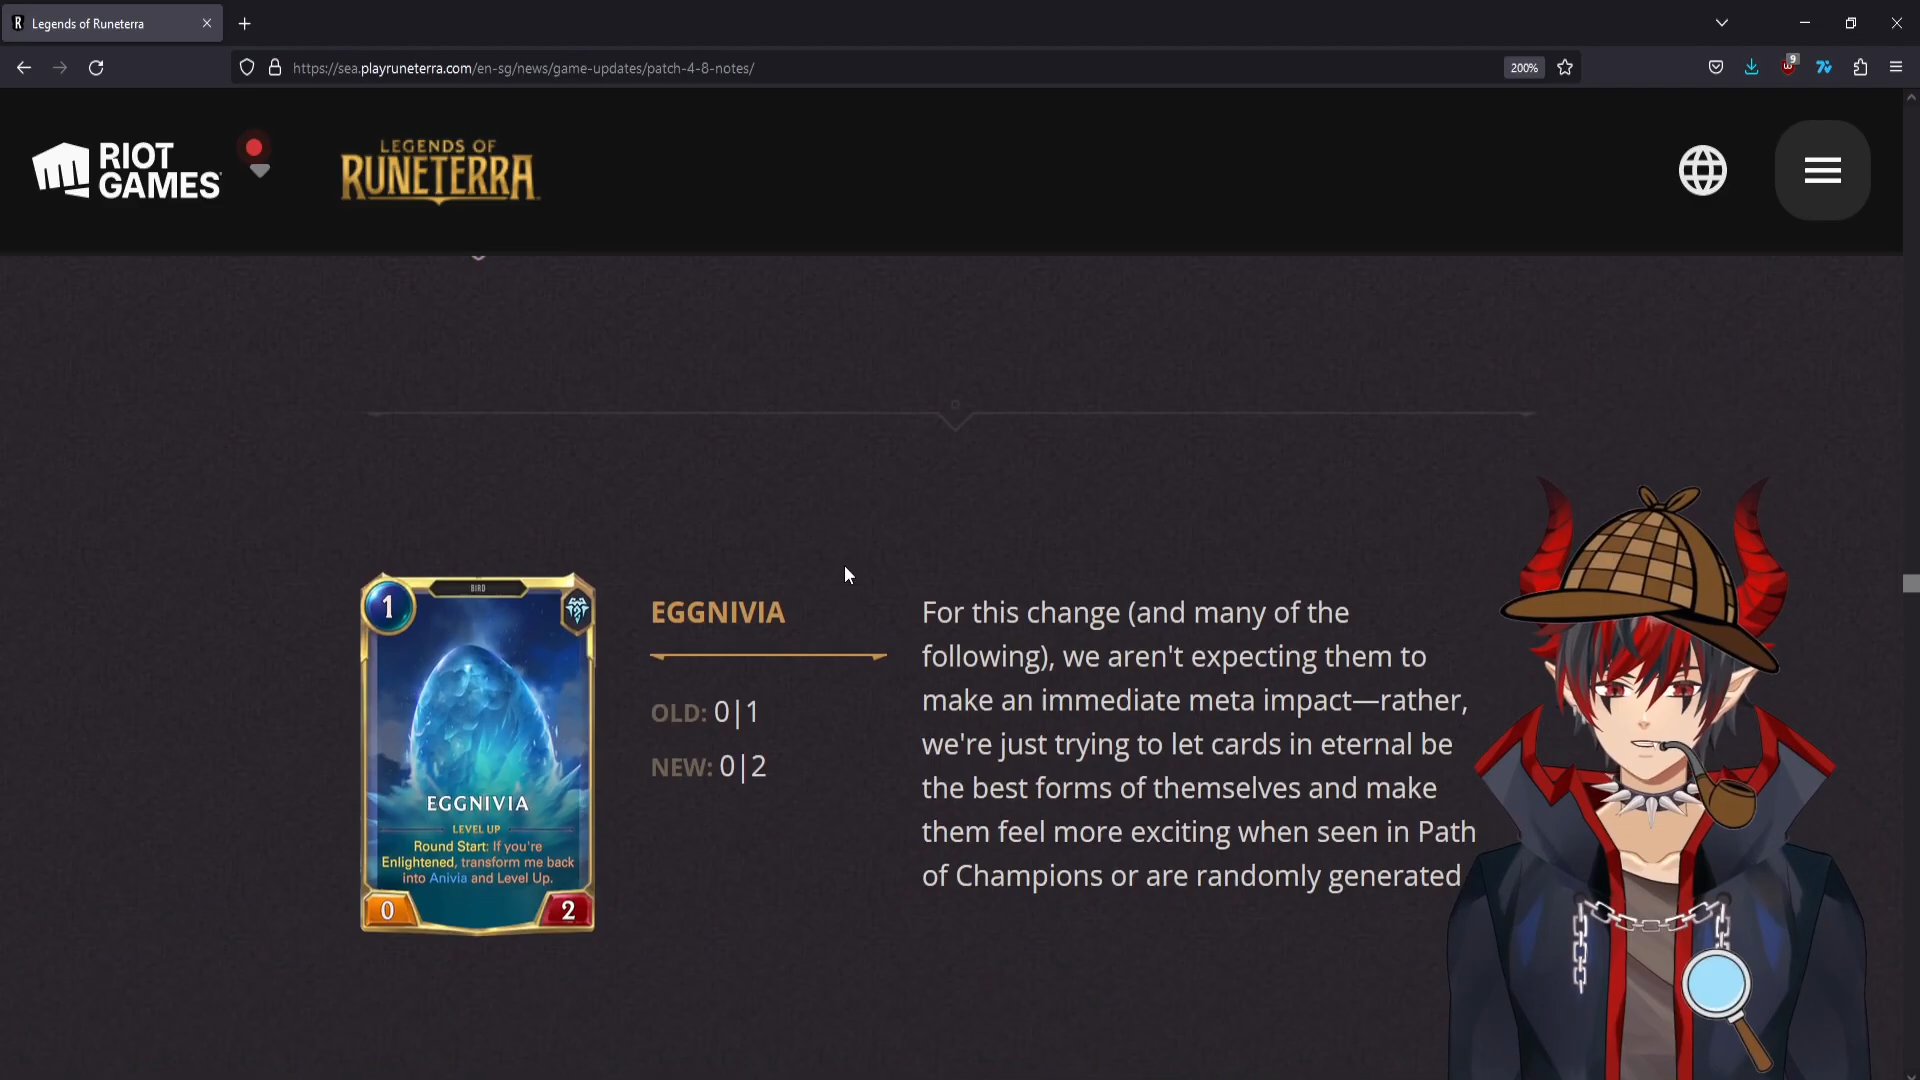 Legends of Runeterra
https://sea.playruneterra.com/en-sg/news/game-updates/patch-4-8-notes/
200%
9
RIOT
GAMES
LEGENDS OF
RUNETERRA
1
BIRD
EGGNIVIA
LEVEL UP
Round Start: If you're
Enlightened, transform me back
into Anivia and Level Up.
0
2
EGGNIVIA
OLD: 0|1
NEW: 0|2
For this change (and many of the
following), we aren't expecting them to
make an immediate meta impact—rather,
we're just trying to let cards in eternal be
the best forms of themselves and make
them feel more exciting when seen in Path
of Champions or are randomly generated